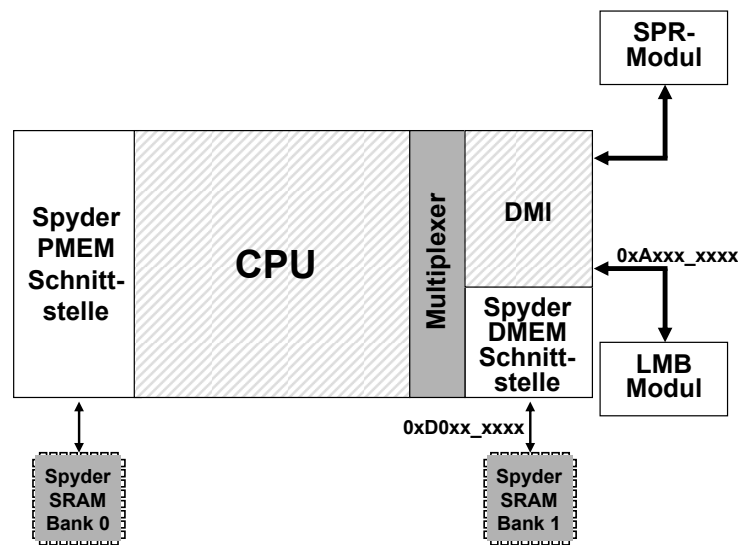 SPR-
Modul
Spyder
PMEM
Schnitt-
stelle
CPU
Multiplexer
DMI
0xAxxx_xxxx
Spyder
DMEM
Schnitt-
stelle
LMB
Modul
0xD0xx_xxxx
Spyder
SRAM
Bank 0
Spyder
SRAM
Bank 1